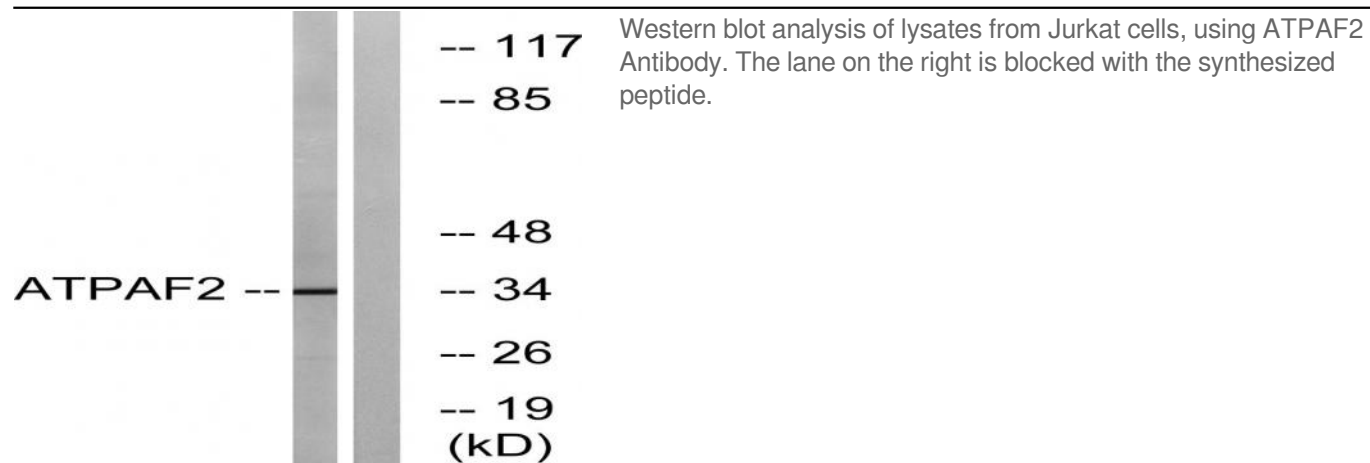 ATPAF2 --
-- 117
-- 85
-- 48
-- 34
-- 26
-- 19
(kD)
Western blot analysis of lysates from Jurkat cells, using ATPAF2
Antibody. The lane on the right is blocked with the synthesized
peptide.